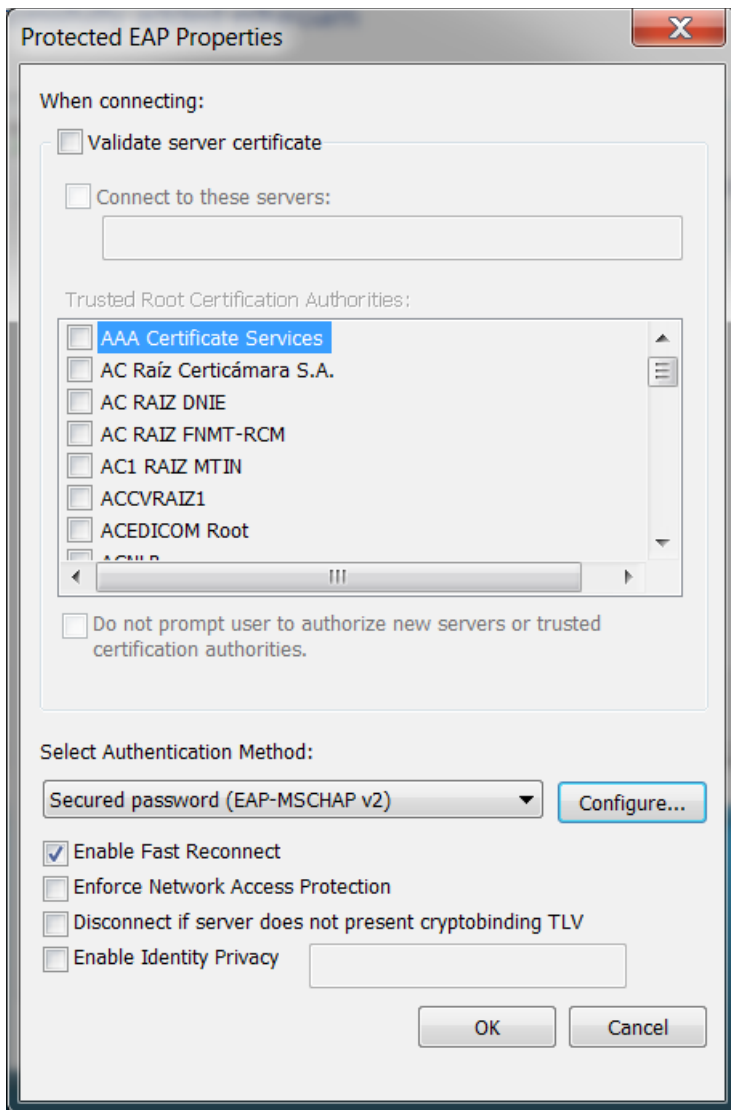 Protected EAP Properties
When connecting:
Validate server certificate
Connect to these servers:
Trusted Root Certification Authorities:
AAA Certificate Services
AC Raíz Certicámara S.A.
AC RAIZ DNIE
AC RAIZ FNMT-RCM
AC1 RAIZ MTIN
ACCVRAIZ1
ACEDICOM Root
Do not prompt user to authorize new servers or trusted
certification authorities.
Select Authentication Method:
Secured password (EAP-MSCHAP v2)
Configure...
Enable Fast Reconnect
Enforce Network Access Protection
Disconnect if server does not present cryptobinding TLV
Enable Identity Privacy
OK
Cancel